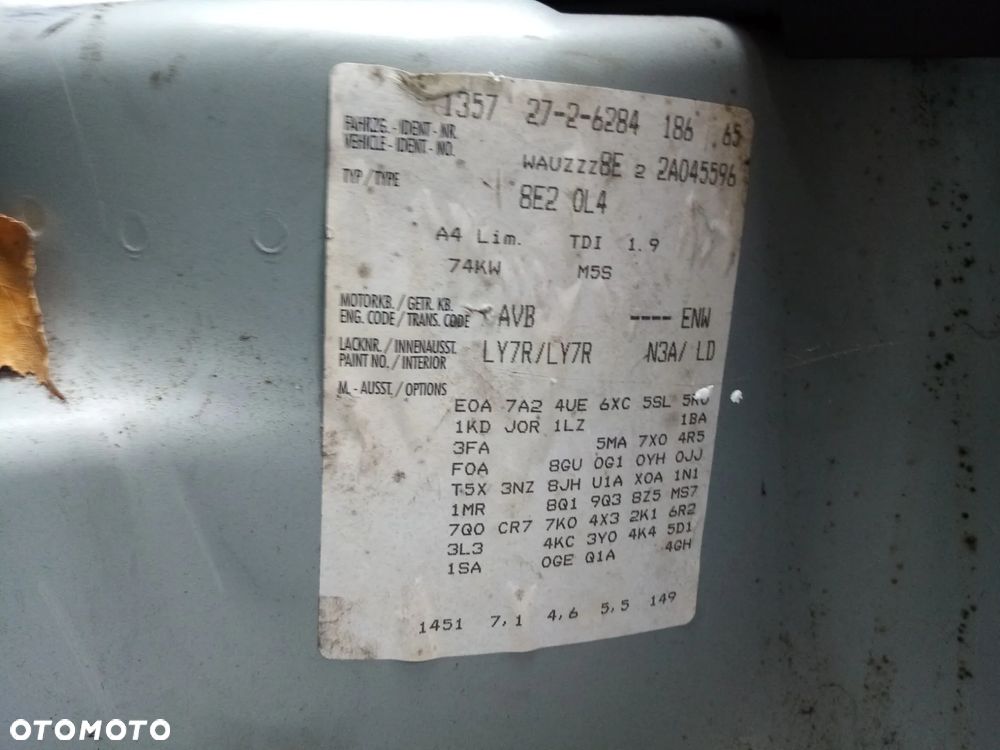 1357 27-2-6284 186 65
FAHRZG.-IDENT-NR.
VEHICLE-IDENT-NO.
WAUZZZ8E 2 2A045596
TYP/TYPE 8E2 0L4
A4 Lim. TDI 1.9
74KW M5S
MOTORKB./GETR. KB.
ENG. CODE/TRANS. CODE AVB ---- ENW
LACKNR./INNENAUSST.
PAINT NO./INTERIOR LY7R/LY7R N3A/ LD
M.-AUSST./OPTIONS
E0A 7A2 4UE 6XC 5SL 5RU
1KD J0R 1LZ 1BA
3FA 5MA 7X0 4R5
F0A 8GU 0G1 0YH 0JJ
T5X 3NZ 8JH U1A X0A 1N1
1MR 8Q1 9Q3 8Z5 MS7
7Q0 CR7 7K0 4X3 2K1 6R2
3L3 4KC 3Y0 4K4 5D1
1SA 0GE Q1A 4GH
1451 7,1 4,6 5,5 149
OTOMOTO